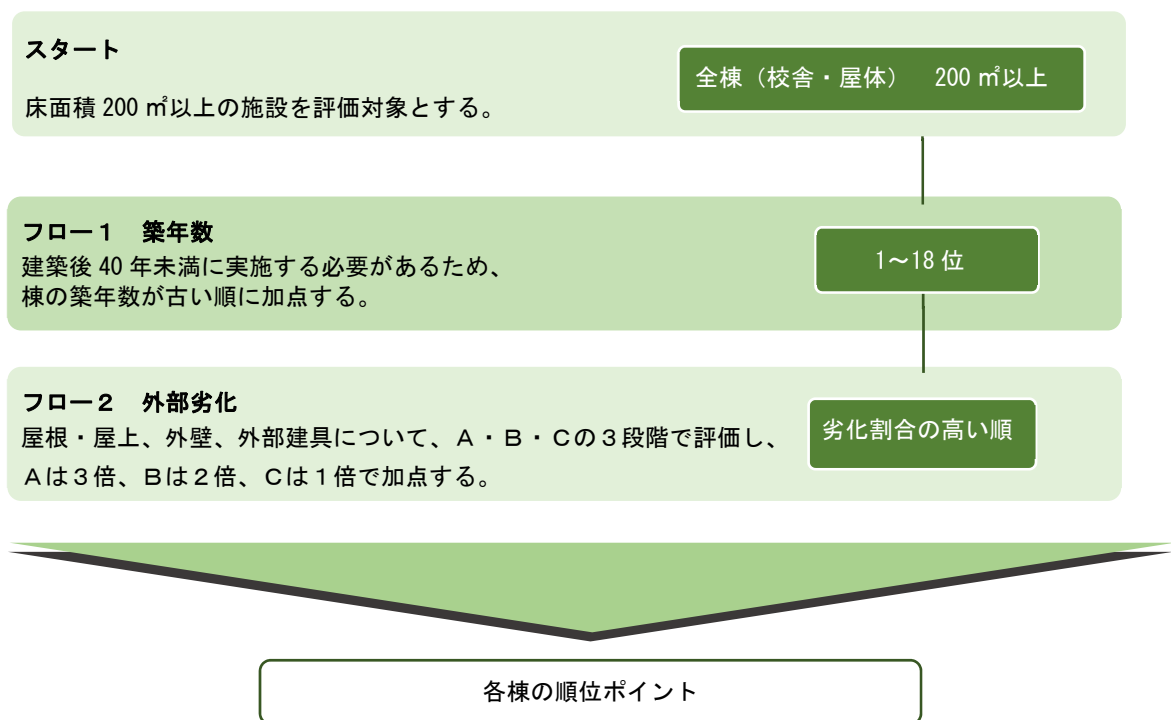 スタート
全棟（校舎・屋体）　200 ㎡以上
床面積 200 ㎡以上の施設を評価対象とする。
フロー１　築年数
建築後 40 年未満に実施する必要があるため、
棟の築年数が古い順に加点する。
1～18 位
フロー２　外部劣化
屋根・屋上、外壁、外部建具について、Ａ・Ｂ・Ｃの３段階で評価し、
Ａは３倍、Ｂは２倍、Ｃは１倍で加点する。
劣化割合の高い順
各棟の順位ポイント